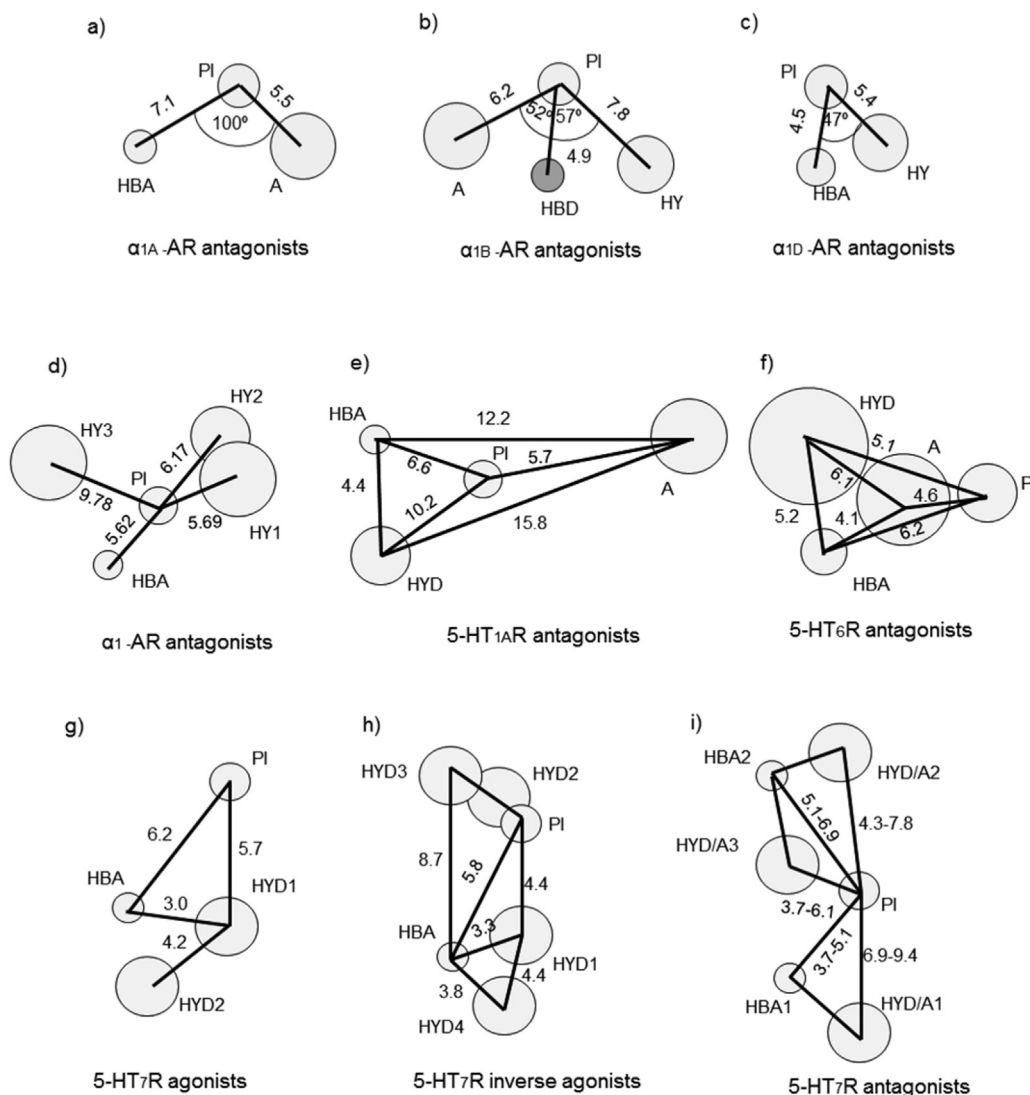 a)
PI
7.1
5.5
100º
HBA
A
α1A -AR antagonists
b)
PI
6.2
52º
57º
7.8
4.9
A
HBD
HY
α1B -AR antagonists
c)
PI
5.4
4.5
47º
HBA
HY
α1D -AR antagonists
d)
HY2
HY3
PI
6.17
9.78
5.62
5.69
HY1
HBA
α1 -AR antagonists
e)
HBA
12.2
PI
6.6
5.7
4.4
10.2
A
15.8
HYD
5-HT1AR antagonists
f)
HYD
A
5.1
6.1
4.6
5.2
4.1
6.2
HBA
5-HT6R antagonists
g)
PI
6.2
5.7
HBA
HYD1
3.0
4.2
HYD2
5-HT7R agonists
h)
HYD3
HYD2
PI
8.7
5.8
4.4
HBA
3.3
HYD1
3.8
4.4
HYD4
5-HT7R inverse agonists
i)
HBA2
HYD/A2
5.1-6.9
4.3-7.8
HYD/A3
PI
3.7-6.1
3.7-5.1
6.9-9.4
HBA1
HYD/A1
5-HT7R antagonists